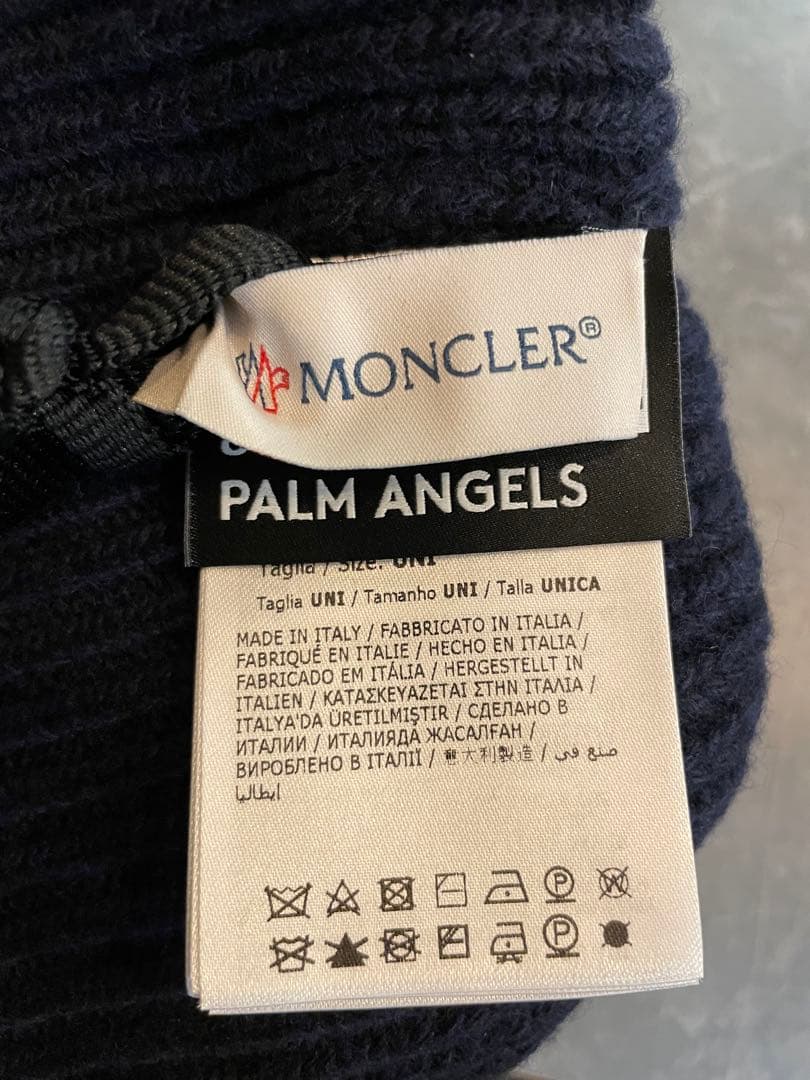 MONCLER®
PALM ANGELS
Taglia / Size: UNI
Taglia UNI / Tamanho UNI / Talla UNICA
MADE IN ITALY / FABBRICATO IN ITALIA /
FABRIQUÉ EN ITALIE / HECHO EN ITALIA /
FABRICADO EM ITÁLIA / HERGESTELLT IN
ITALIEN / ΚΑΤΑΣΚΕΥΑΖΕΤΑΙ ΣΤΗΝ ΙΤΑΛΙΑ /
ITALYA'DA ÜRETILMIŞTIR / СДЕЛАНО В
ИТАЛИИ / ИТАЛИЯДА ЖАСАЛҒАН /
ВИРОБЛЕНО В ІТАЛІЇ / 意大利製造 / صنع في
ايطاليا
P
W
P